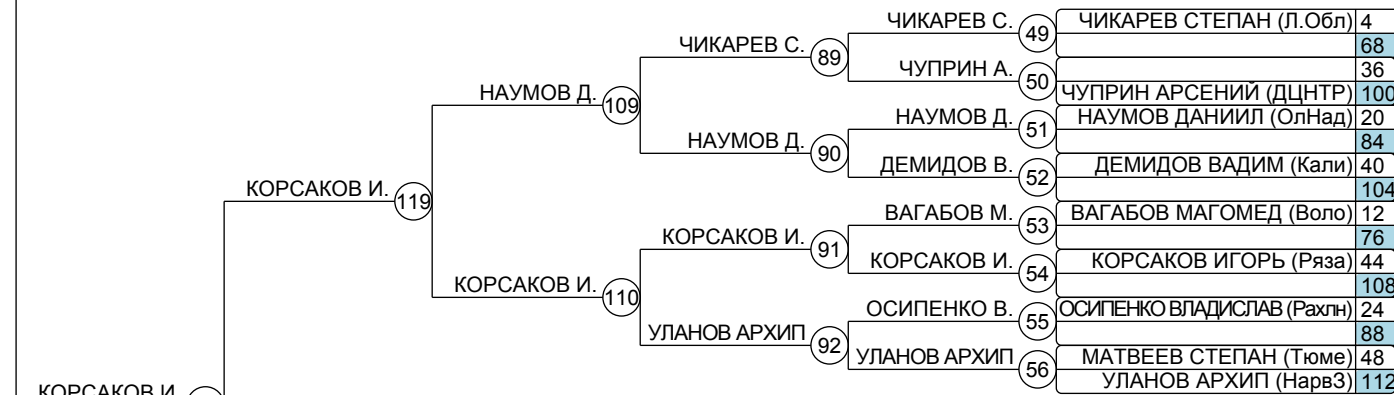 ЧИКАРЕВ С. 49 ЧИКАРЕВ СТЕПАН (Л.Обл) 4
68
ЧИКАРЕВ С. 89
ЧУПРИН А. 50 36
ЧУПРИН АРСЕНИЙ (ДЦНТР) 100
НАУМОВ Д. 109
НАУМОВ Д. 51 НАУМОВ ДАНИИЛ (ОлНад) 20
84
НАУМОВ Д. 90
ДЕМИДОВ В. 52 ДЕМИДОВ ВАДИМ (Кали) 40
104
КОРСАКОВ И. 119
ВАГАБОВ М. 53 ВАГАБОВ МАГОМЕД (Воло) 12
76
КОРСАКОВ И. 91
КОРСАКОВ И. 54 КОРСАКОВ ИГОРЬ (Ряза) 44
108
КОРСАКОВ И. 110
ОСИПЕНКО В. 55 ОСИПЕНКО ВЛАДИСЛАВ (Рахлн) 24
88
УЛАНОВ АРХИП 92
УЛАНОВ АРХИП 56 МАТВЕЕВ СТЕПАН (Тюме) 48
УЛАНОВ АРХИП (Нарв3) 112
КОРСАКОВ И.